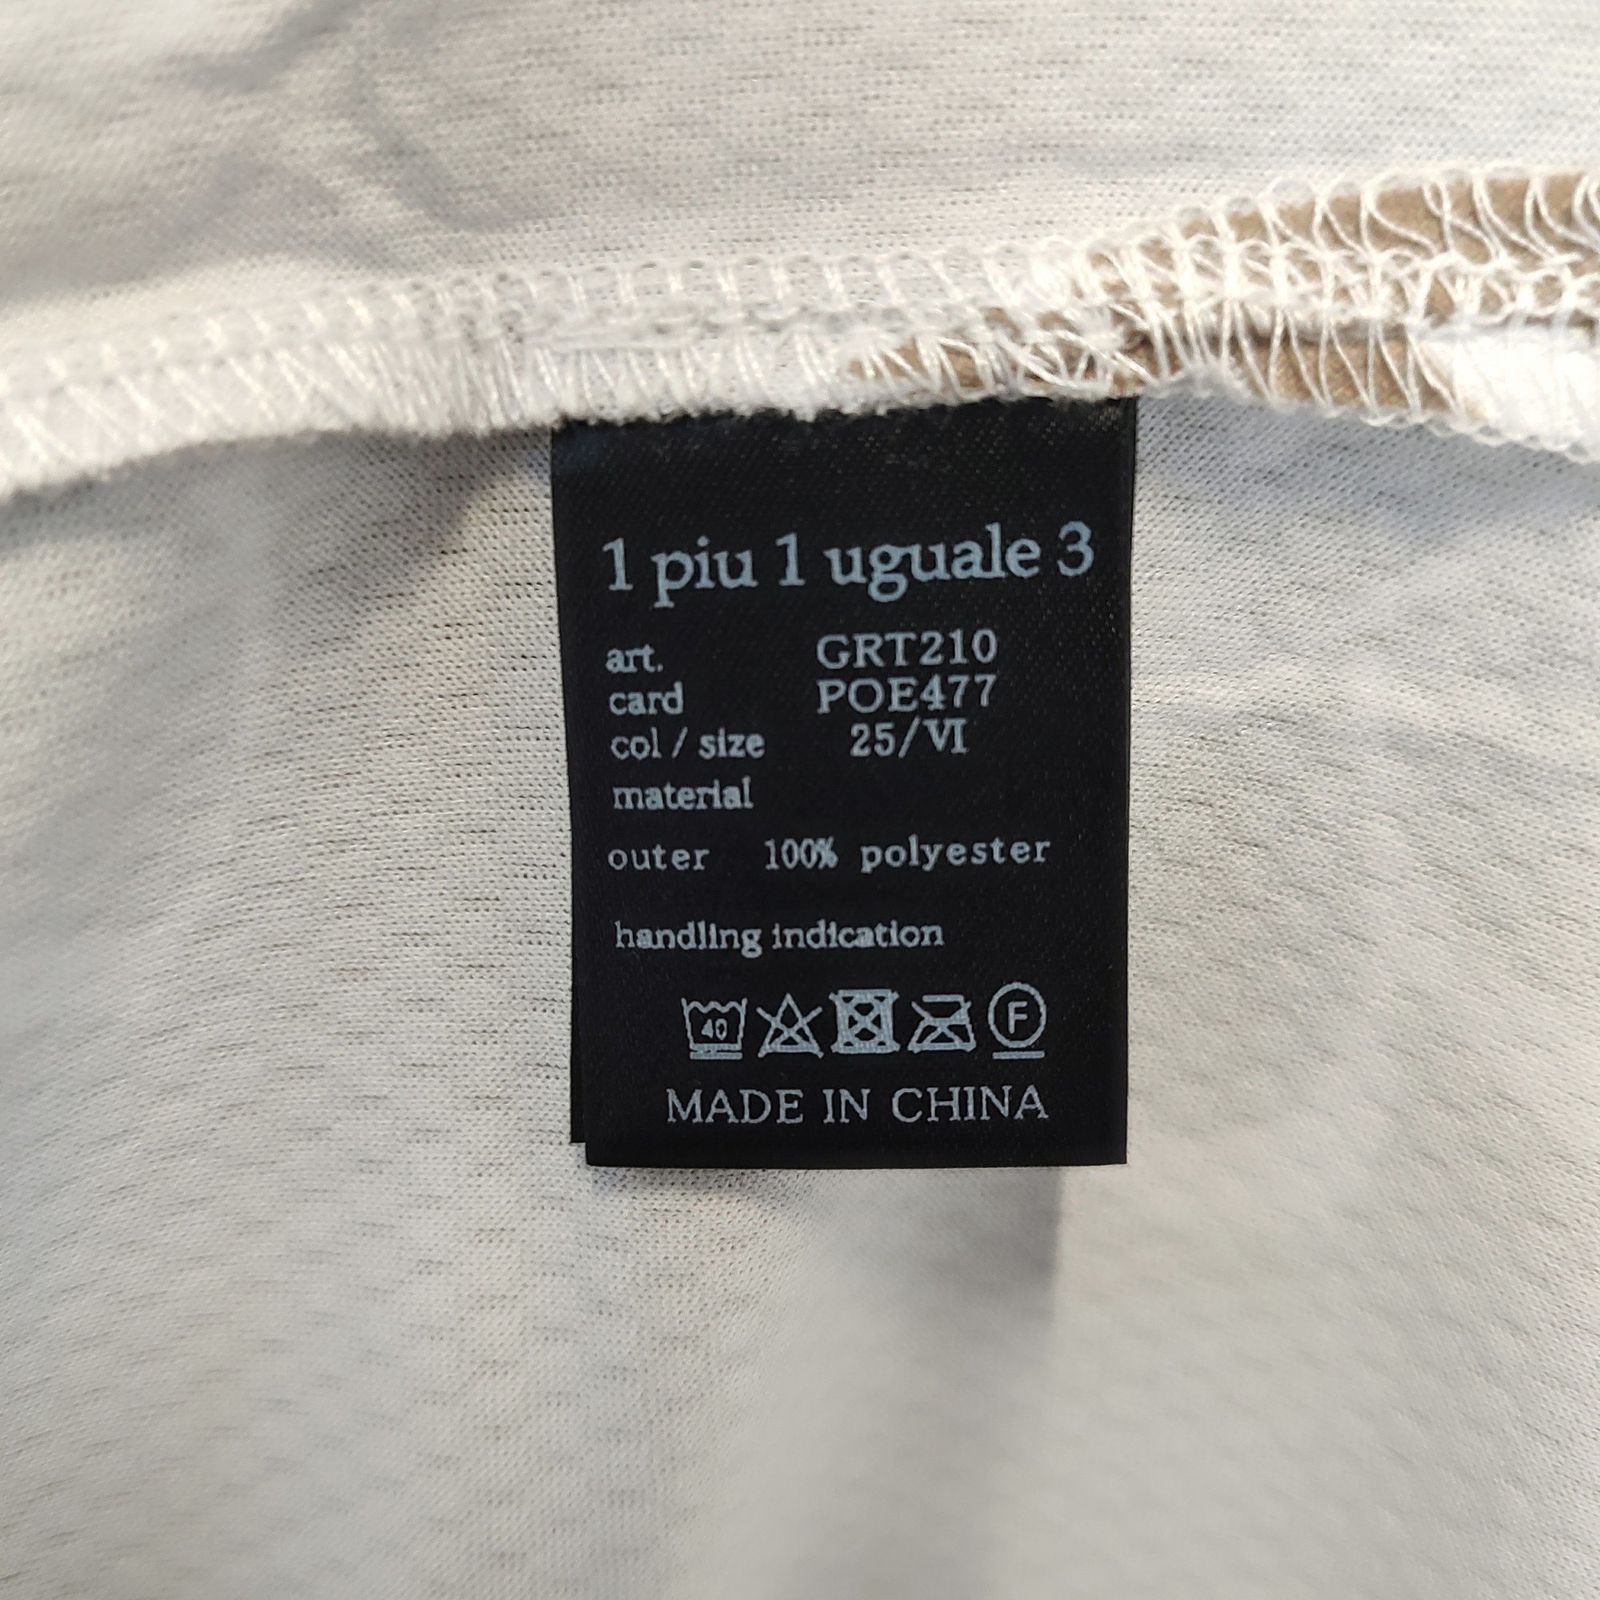 1 piu 1 uguale 3
art. GRT210
card POE477
col / size 25/VI
material
outer 100% polyester
handling indication
40 F
MADE IN CHINA